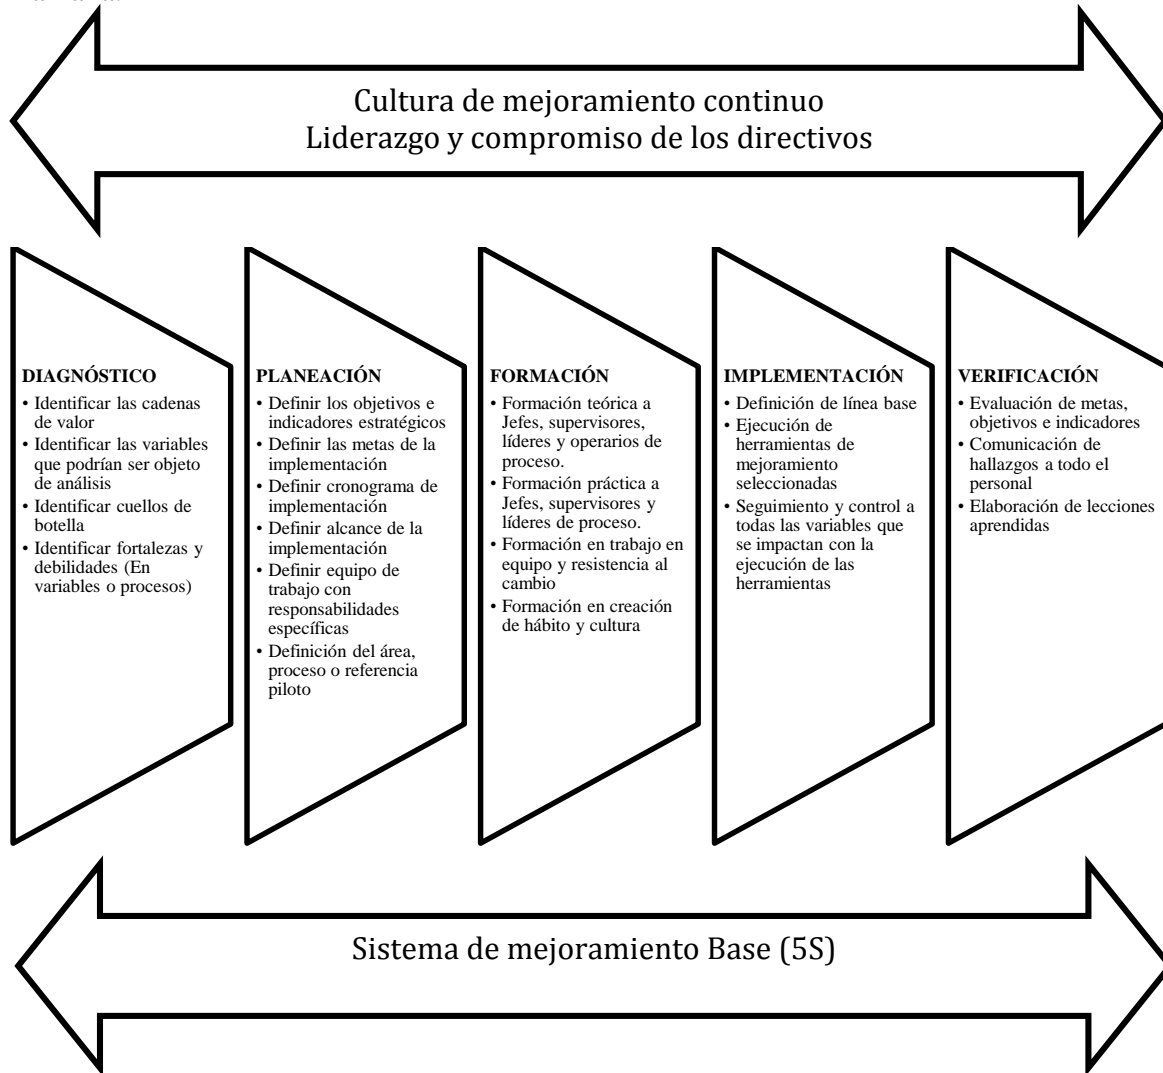 Cultura de mejoramiento continuo
Liderazgo y compromiso de los directivos
DIAGNÓSTICO
• Identificar las cadenas
de valor
• Identificar las variables
que podrían ser objeto
de análisis
• Identificar cuellos de
botella
• Identificar fortalezas y
debilidades (En
variables o procesos)
PLANEACIÓN
• Definir los objetivos e
indicadores estratégicos
• Definir las metas de la
implementación
• Definir cronograma de
implementación
• Definir alcance de la
implementación
• Definir equipo de
trabajo con
responsabilidades
específicas
• Definición del área,
proceso o referencia
piloto
FORMACIÓN
• Formación teórica a
Jefes, supervisores,
líderes y operarios de
proceso.
• Formación práctica a
Jefes, supervisores y
líderes de proceso.
• Formación en trabajo en
equipo y resistencia al
cambio
• Formación en creación
de hábito y cultura
IMPLEMENTACIÓN
• Definición de línea base
• Ejecución de
herramientas de
mejoramiento
seleccionadas
• Seguimiento y control a
todas las variables que
se impactan con la
ejecución de las
herramientas
VERIFICACIÓN
• Evaluación de metas,
objetivos e indicadores
• Comunicación de
hallazgos a todo el
personal
• Elaboración de lecciones
aprendidas
Sistema de mejoramiento Base (5S)